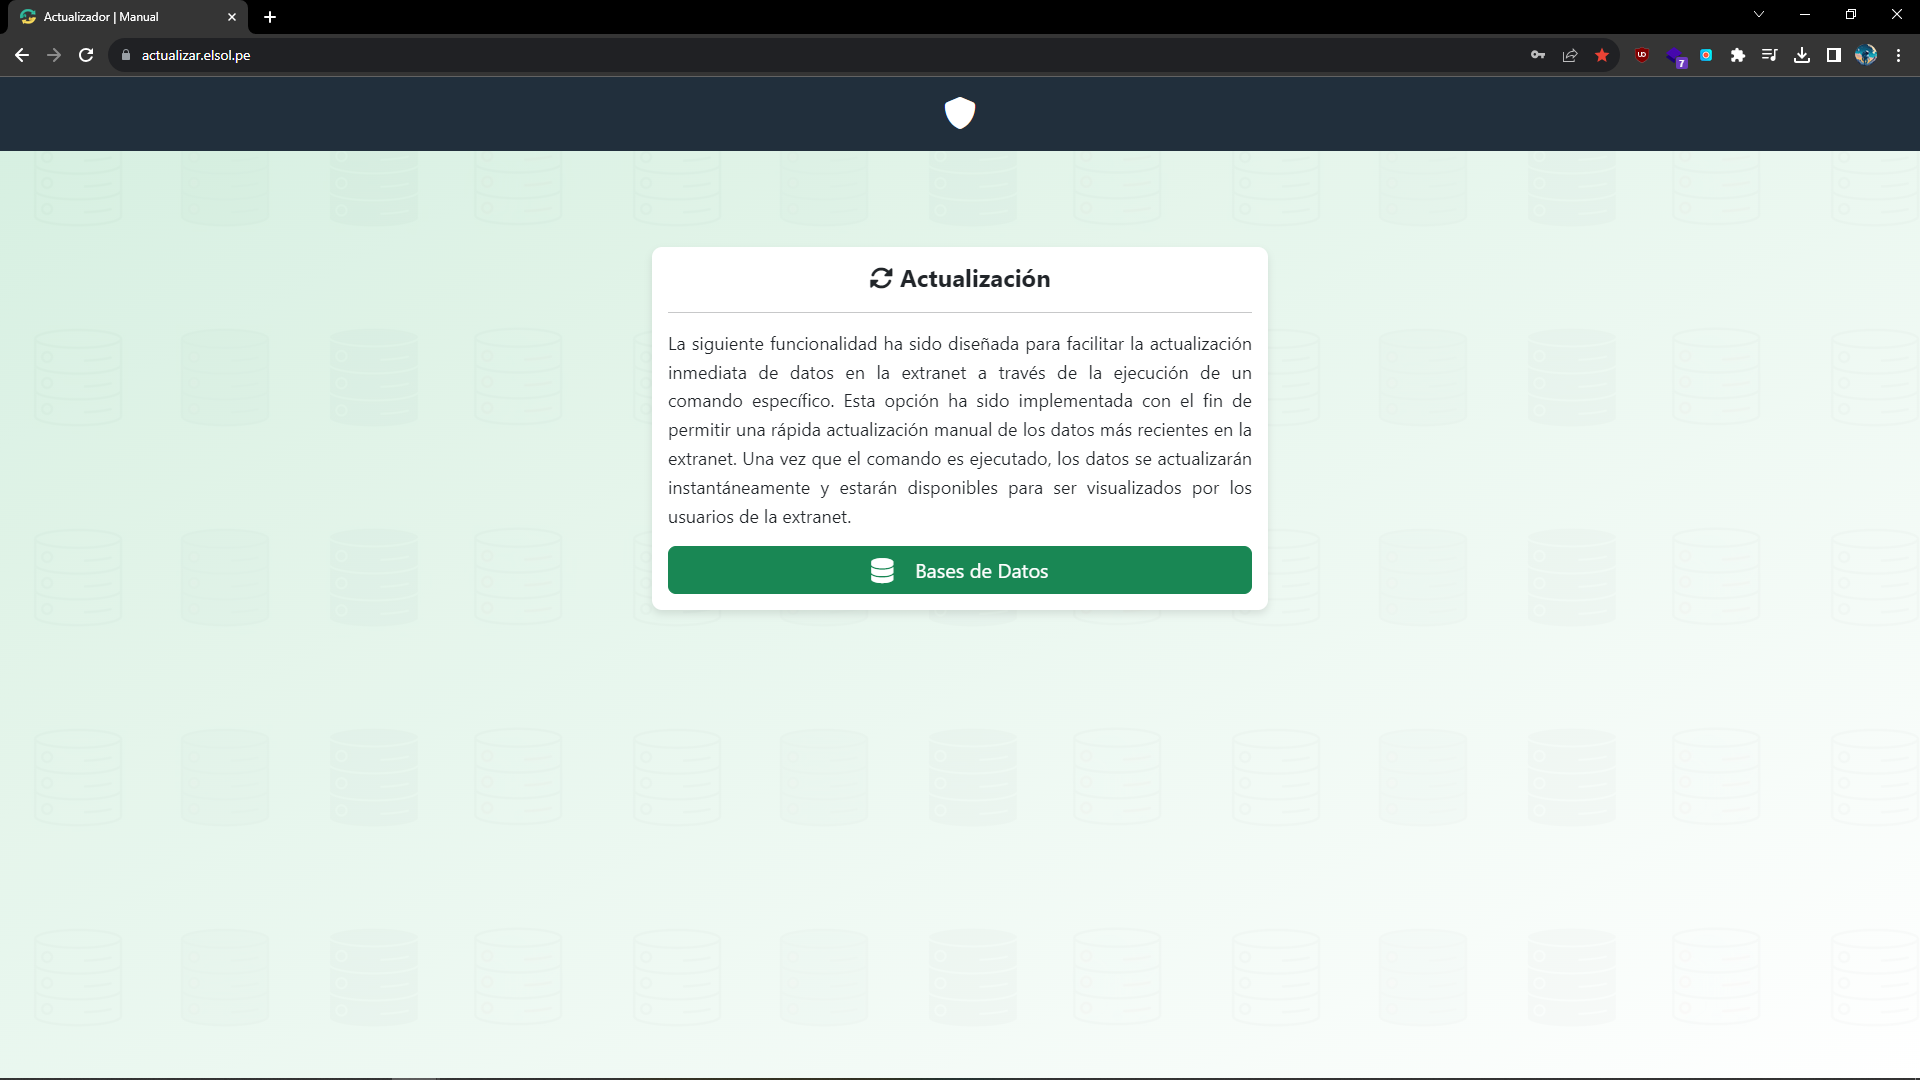 Actualizador | Manual
actualizar.elsol.pe
7
Actualización
La siguiente funcionalidad ha sido diseñada para facilitar la actualización
inmediata de datos en la extranet a través de la ejecución de un
comando específico. Esta opción ha sido implementada con el fin de
permitir una rápida actualización manual de los datos más recientes en la
extranet. Una vez que el comando es ejecutado, los datos se actualizarán
instantáneamente y estarán disponibles para ser visualizados por los
usuarios de la extranet.
Bases de Datos